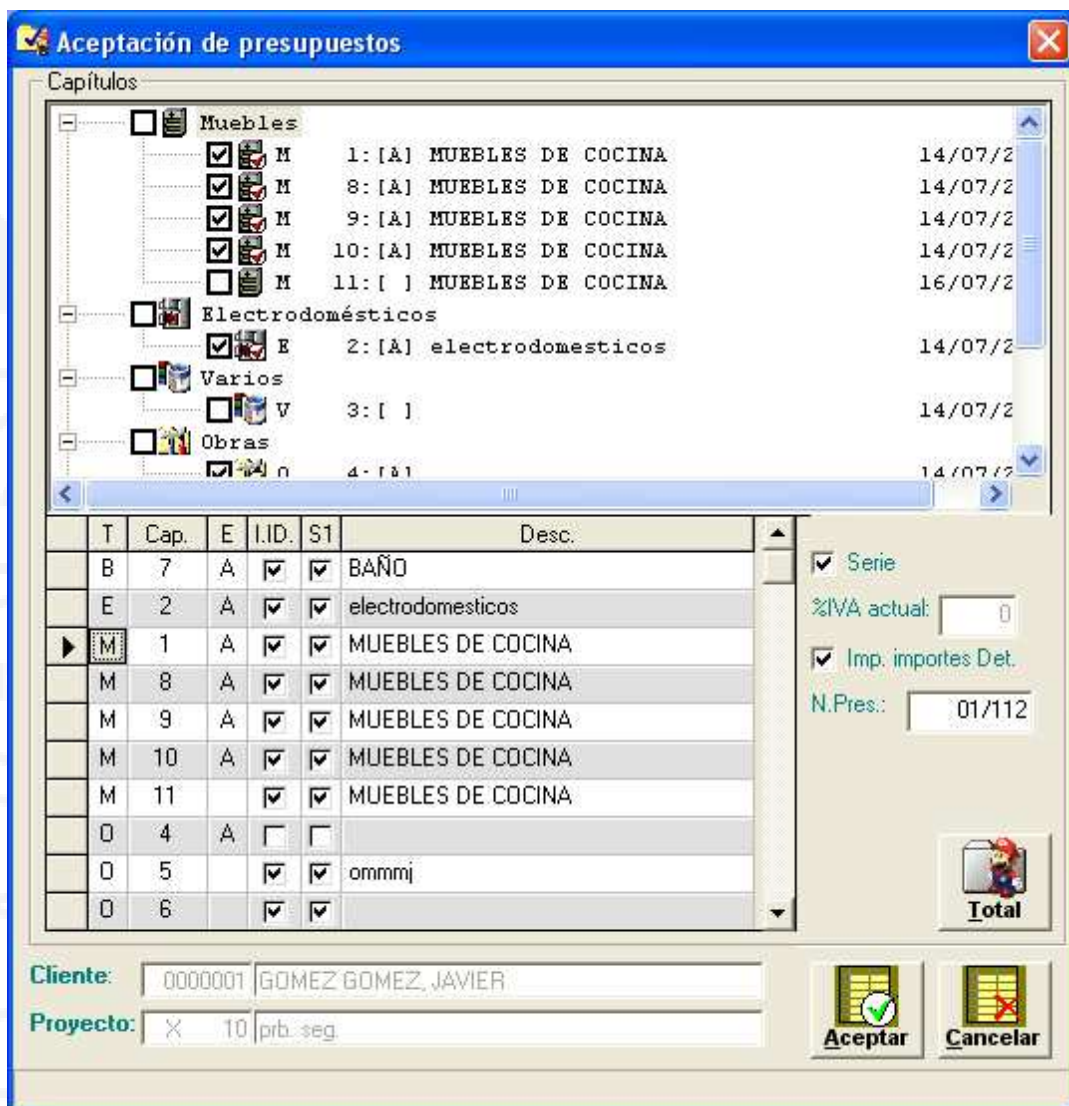 Aceptación de presupuestos
Capítulos
Muebles
M 1:[A] MUEBLES DE COCINA 14/07/2
M 8:[A] MUEBLES DE COCINA 14/07/2
M 9:[A] MUEBLES DE COCINA 14/07/2
M 10:[A] MUEBLES DE COCINA 14/07/2
M 11:[ ] MUEBLES DE COCINA 16/07/2
Electrodomésticos
E 2:[A] electrodomesticos 14/07/2
Varios
V 3:[ ] 14/07/2
Obras
O 4:[A] 14/07/2
T Cap. E I.ID. S1 Desc.
B 7 A BAÑO
E 2 A electrodomesticos
M 1 A MUEBLES DE COCINA
M 8 A MUEBLES DE COCINA
M 9 A MUEBLES DE COCINA
M 10 A MUEBLES DE COCINA
M 11 MUEBLES DE COCINA
O 4 A
O 5 ommmj
O 6
Serie
%IVA actual: 0
Imp. importes Det.
N.Pres.: 01/112
Total
Cliente: 0000001 GOMEZ GOMEZ, JAVIER
Proyecto: X 10 prb. seg.
Aceptar Cancelar